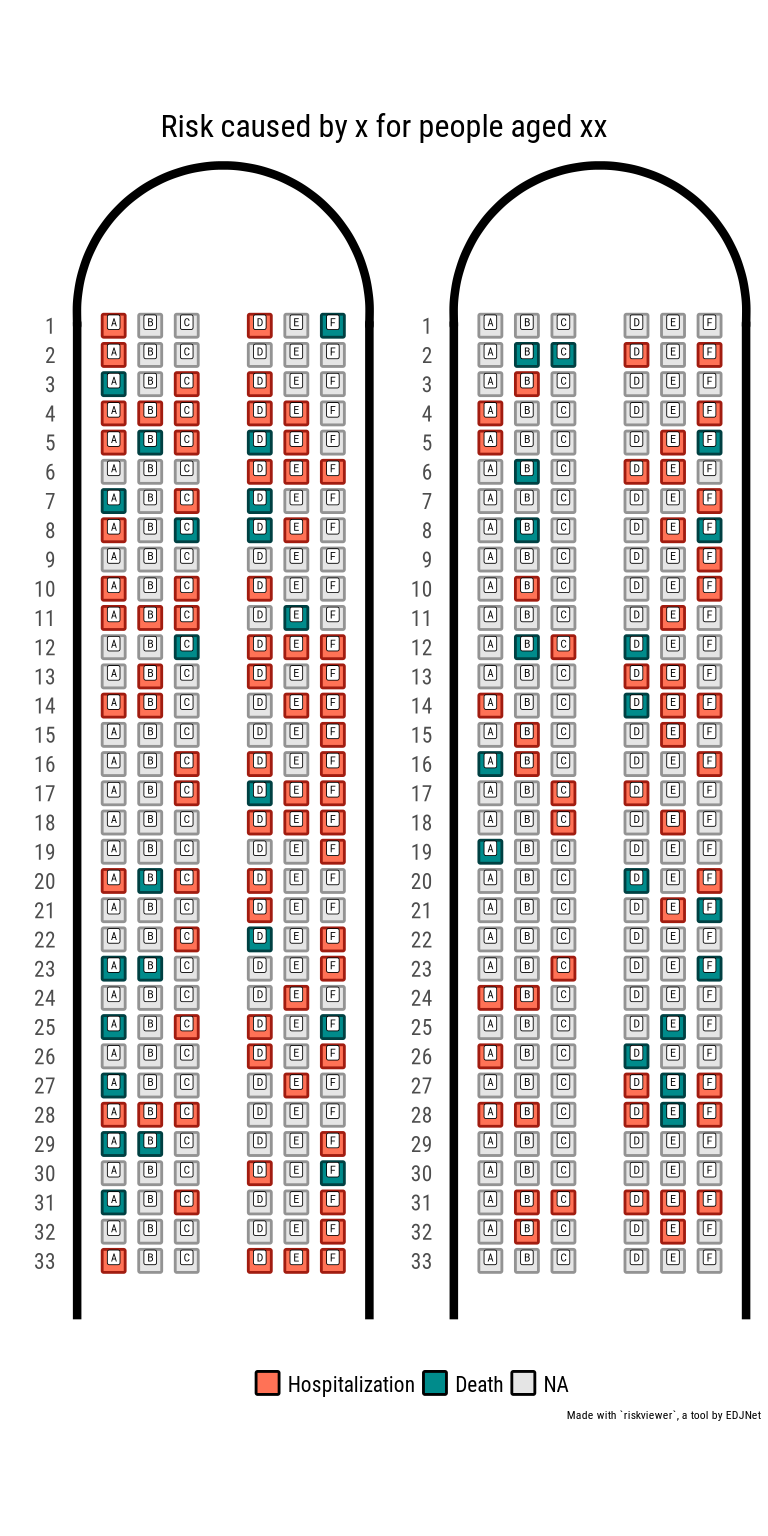 Risk caused by x for people aged xx
1 A B C D E F 1 A B C D E F
2 A B C D E F 2 A B C D E F
3 A B C D E F 3 A B C D E F
4 A B C D E F 4 A B C D E F
5 A B C D E F 5 A B C D E F
6 A B C D E F 6 A B C D E F
7 A B C D E F 7 A B C D E F
8 A B C D E F 8 A B C D E F
9 A B C D E F 9 A B C D E F
10 A B C D E F 10 A B C D E F
11 A B C D E F 11 A B C D E F
12 A B C D E F 12 A B C D E F
13 A B C D E F 13 A B C D E F
14 A B C D E F 14 A B C D E F
15 A B C D E F 15 A B C D E F
16 A B C D E F 16 A B C D E F
17 A B C D E F 17 A B C D E F
18 A B C D E F 18 A B C D E F
19 A B C D E F 19 A B C D E F
20 A B C D E F 20 A B C D E F
21 A B C D E F 21 A B C D E F
22 A B C D E F 22 A B C D E F
23 A B C D E F 23 A B C D E F
24 A B C D E F 24 A B C D E F
25 A B C D E F 25 A B C D E F
26 A B C D E F 26 A B C D E F
27 A B C D E F 27 A B C D E F
28 A B C D E F 28 A B C D E F
29 A B C D E F 29 A B C D E F
30 A B C D E F 30 A B C D E F
31 A B C D E F 31 A B C D E F
32 A B C D E F 32 A B C D E F
33 A B C D E F 33 A B C D E F
Hospitalization Death NA
Made with `riskviewer`, a tool by EDJNet